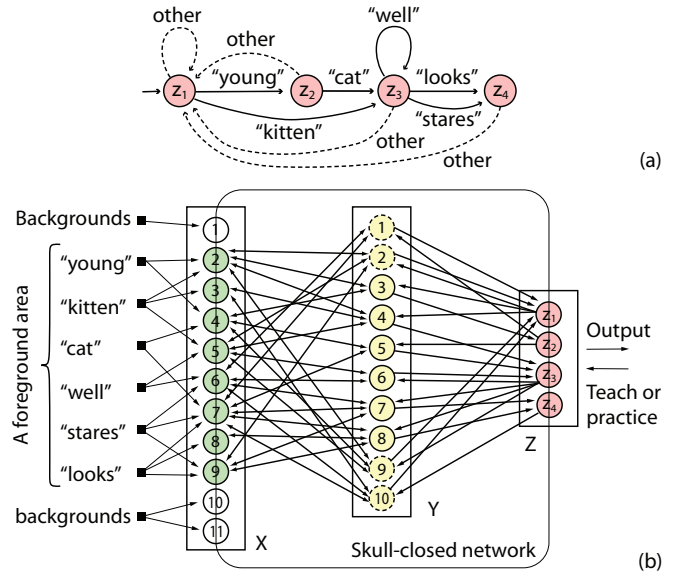 other
other
"well"
"young"
"cat"
"looks"
z1
z2
z3
z4
"kitten"
"stares"
other
other
(a)
Backgrounds
"young"
"kitten"
"cat"
"well"
"stares"
"looks"
backgrounds
A foreground area
1
2
3
4
5
6
7
8
9
10
11
X
1
2
3
4
5
6
7
8
9
10
Y
z1
z2
z3
z4
Z
Output
Teach or
practice
Skull-closed network
(b)